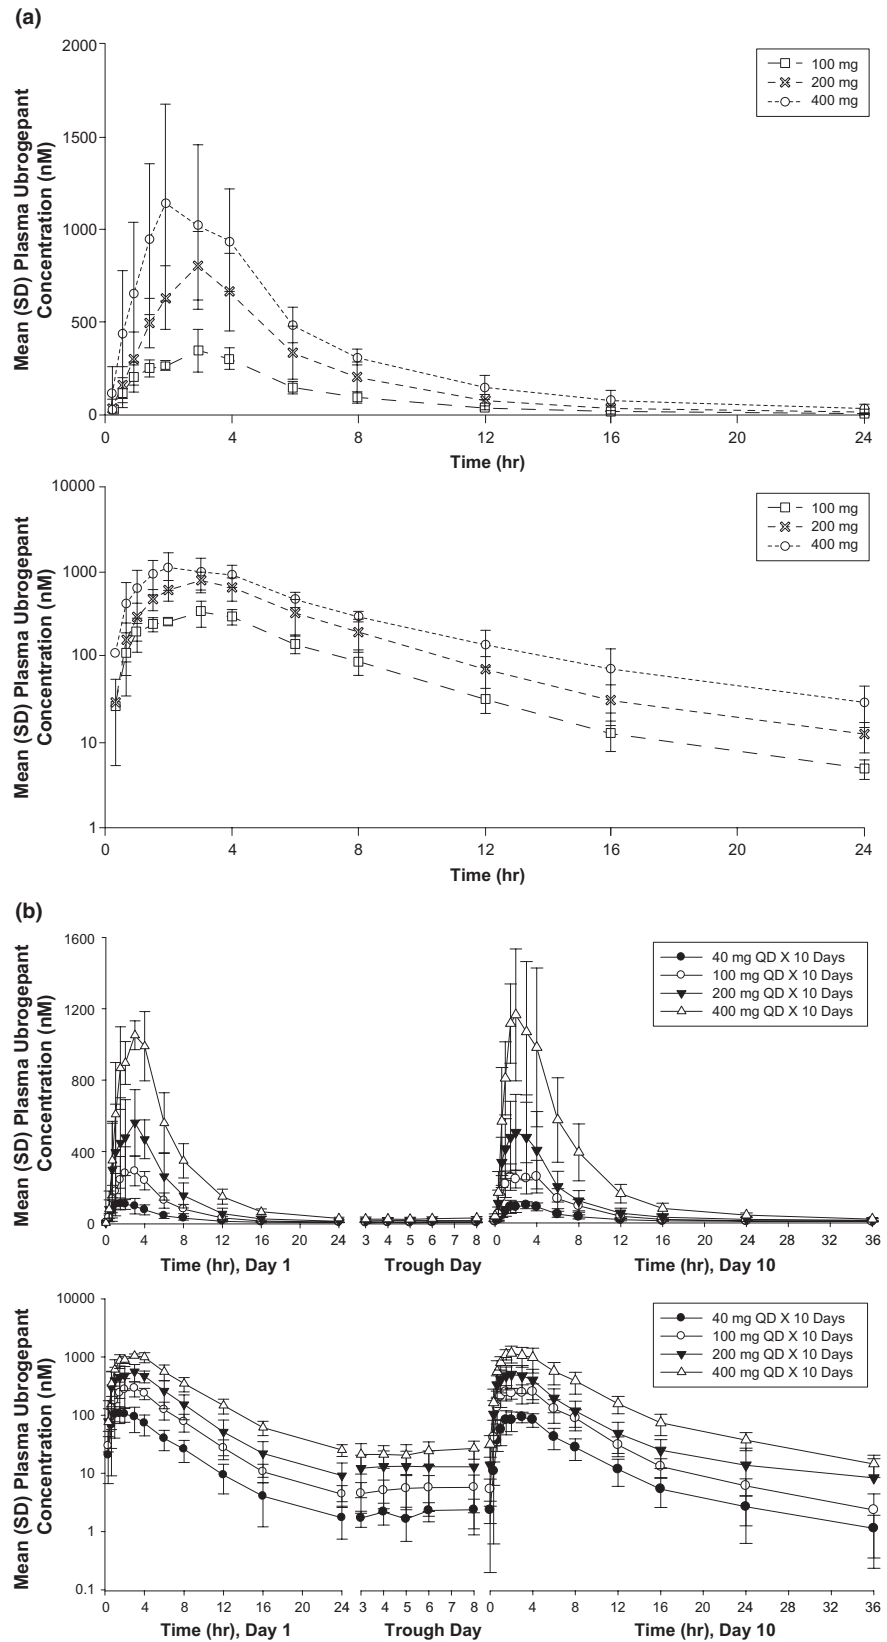 (a)
2000
1500
1000
500
0
Mean (SD) Plasma Ubrogepant
Concentration (nM)
100 mg
200 mg
400 mg
0 4 8 12 16 20 24
Time (hr)
10000
1000
100
10
1
Mean (SD) Plasma Ubrogepant
Concentration (nM)
100 mg
200 mg
400 mg
0 4 8 12 16 20 24
Time (hr)
(b)
1600
1200
800
400
0
Mean (SD) Plasma Ubrogepant
Concentration (nM)
40 mg QD X 10 Days
100 mg QD X 10 Days
200 mg QD X 10 Days
400 mg QD X 10 Days
0 4 8 12 16 20 24 3 4 5 6 7 8 0 4 8 12 16 20 24 28 32 36
Time (hr), Day 1 Trough Day Time (hr), Day 10
10000
1000
100
10
1
0.1
Mean (SD) Plasma Ubrogepant
Concentration (nM)
40 mg QD X 10 Days
100 mg QD X 10 Days
200 mg QD X 10 Days
400 mg QD X 10 Days
0 4 8 12 16 20 24 3 4 5 6 7 8 0 4 8 12 16 20 24 28 32 36
Time (hr), Day 1 Trough Day Time (hr), Day 10